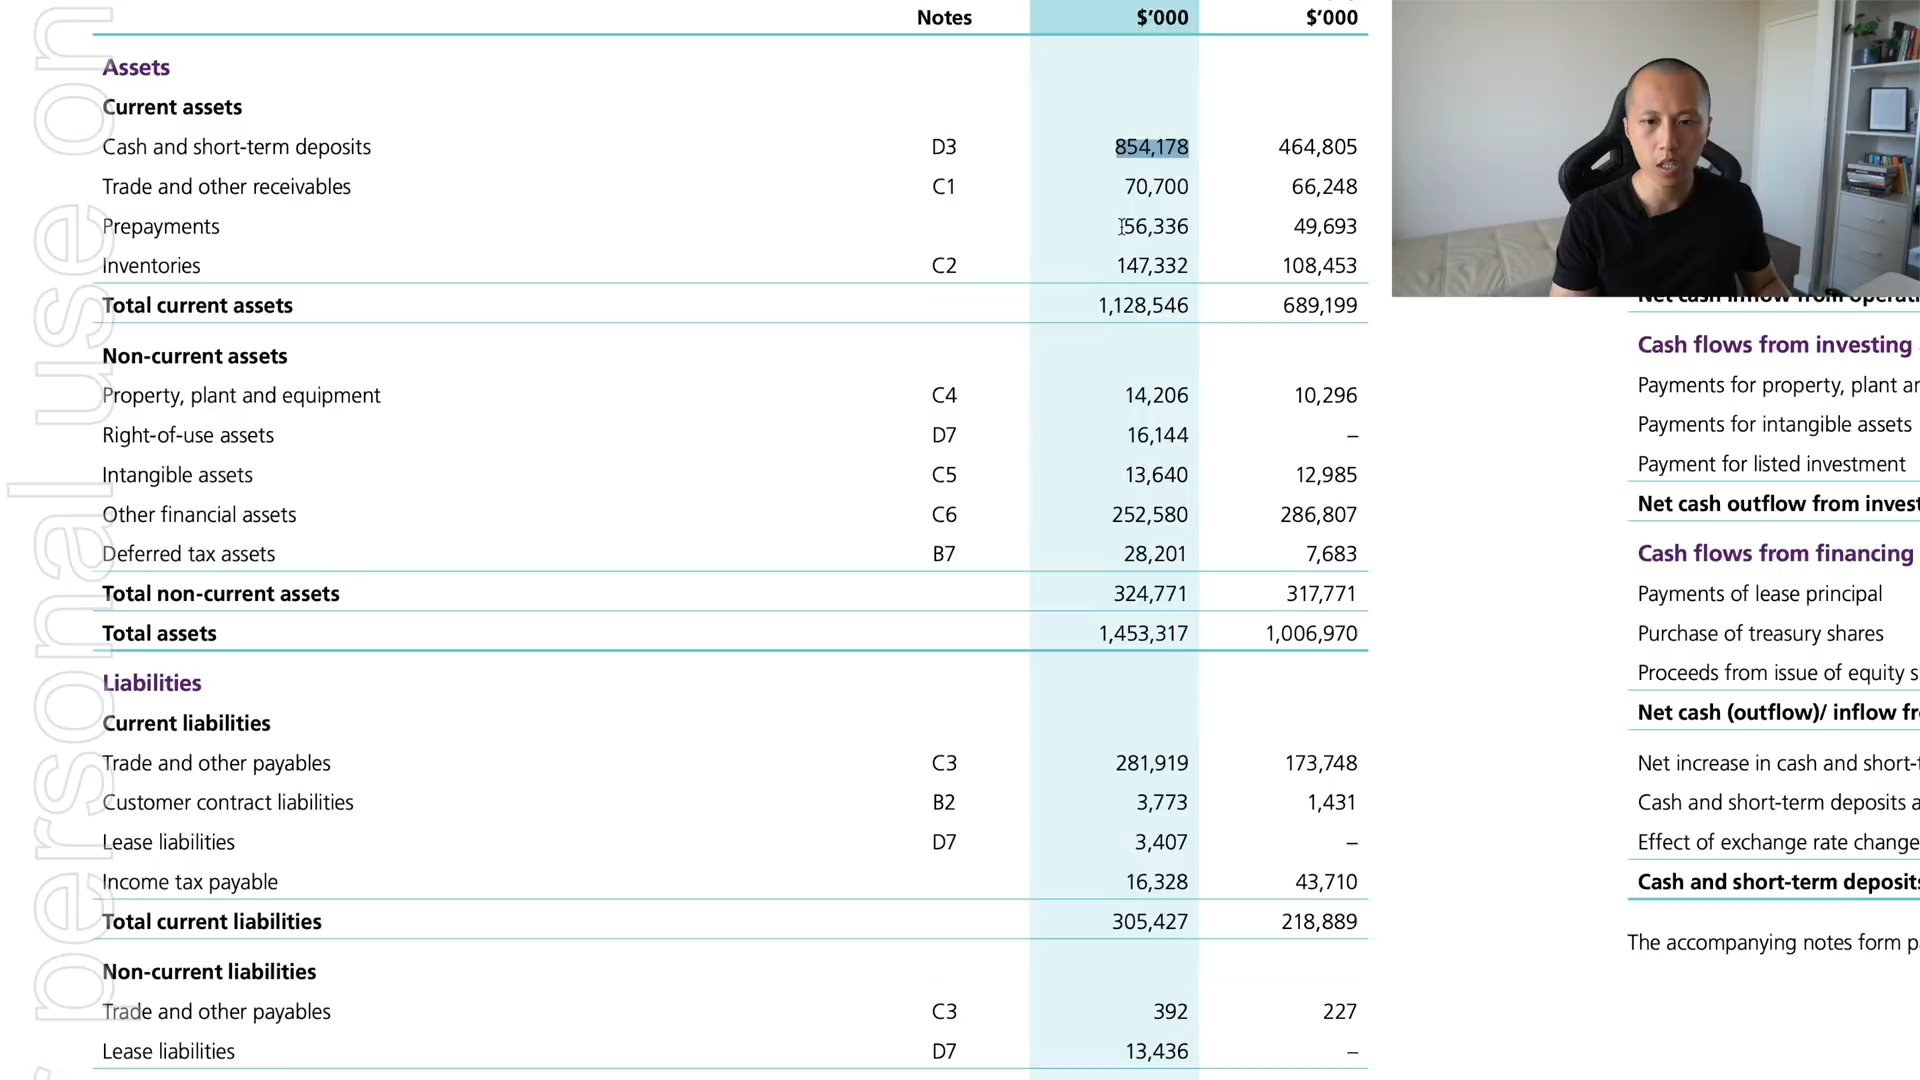 Notes $'000 $'000
Assets
Current assets
Cash and short-term deposits D3 854,178 464,805
Trade and other receivables C1 70,700 66,248
Prepayments 56,336 49,693
Inventories C2 147,332 108,453
Total current assets 1,128,546 689,199
Non-current assets
Property, plant and equipment C4 14,206 10,296
Right-of-use assets D7 16,144 –
Intangible assets C5 13,640 12,985
Other financial assets C6 252,580 286,807
Deferred tax assets B7 28,201 7,683
Total non-current assets 324,771 317,771
Total assets 1,453,317 1,006,970
Liabilities
Current liabilities
Trade and other payables C3 281,919 173,748
Customer contract liabilities B2 3,773 1,431
Lease liabilities D7 3,407 –
Income tax payable 16,328 43,710
Total current liabilities 305,427 218,889
Non-current liabilities
Trade and other payables C3 392 227
Lease liabilities D7 13,436 –
Net cash inflow from operati
Cash flows from investing
Payments for property, plant an
Payments for intangible assets
Payment for listed investment
Net cash outflow from invest
Cash flows from financing
Payments of lease principal
Purchase of treasury shares
Proceeds from issue of equity s
Net cash (outflow)/ inflow fr
Net increase in cash and short-t
Cash and short-term deposits a
Effect of exchange rate change
Cash and short-term deposits
The accompanying notes form p
r personal use on